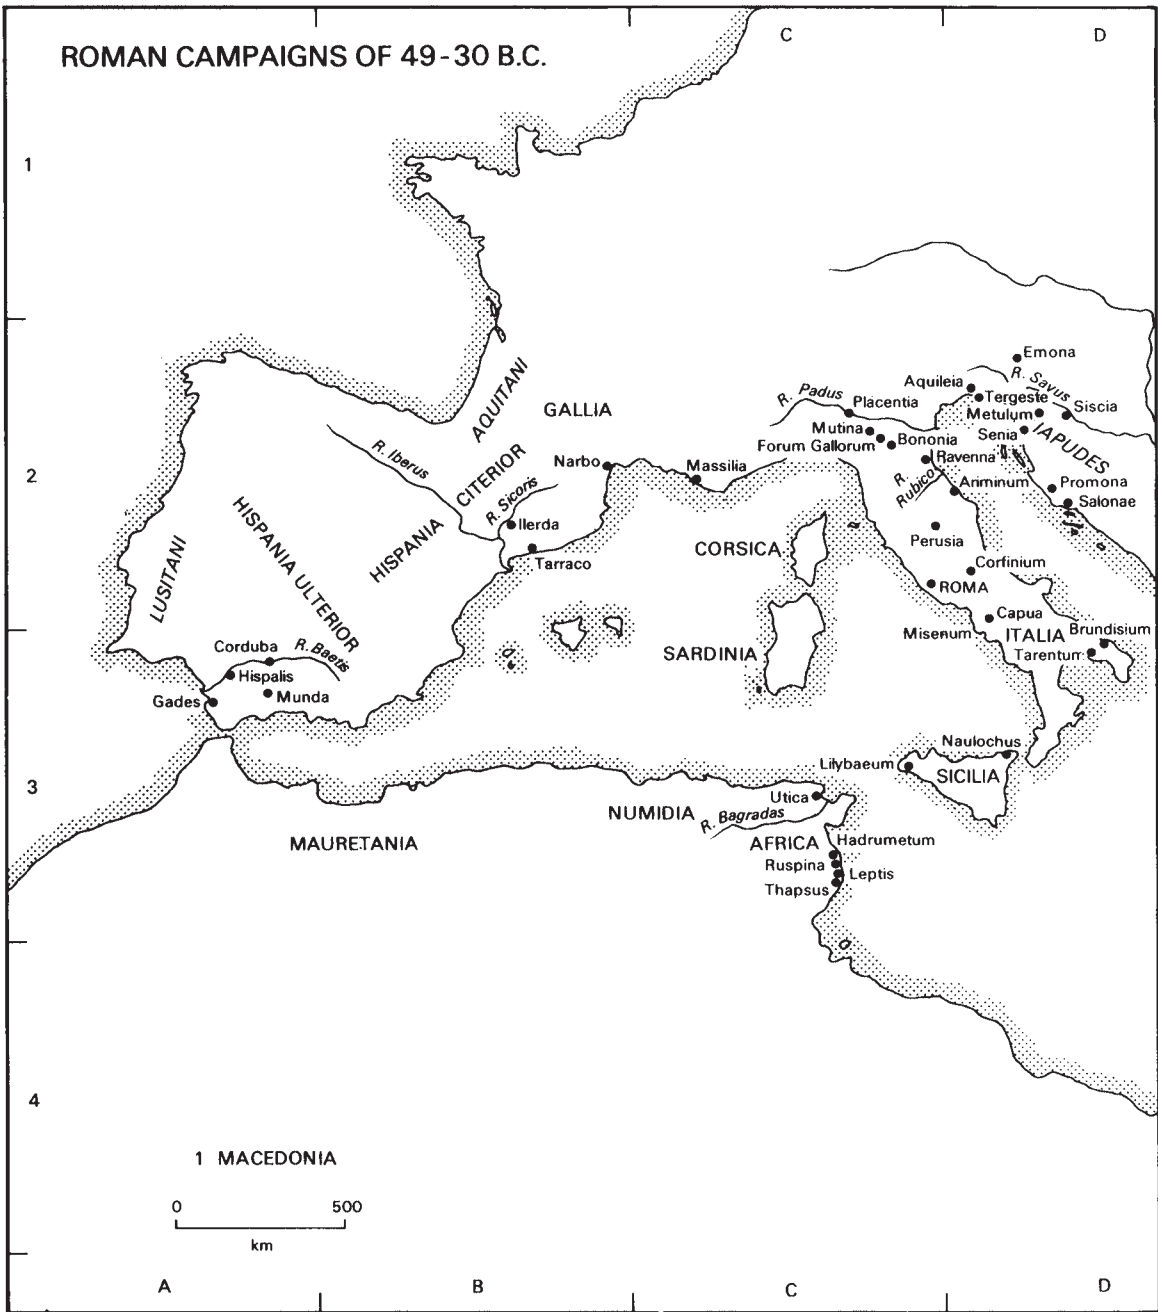 ROMAN CAMPAIGNS OF 49-30 B.C.
C
D
1
Emona
R. Savus
Aquileia
Tergeste
R. Padus
Placentia
Metulum
Siscia
AQUITANI
GALLIA
Mutina
Senia
IAPUDES
Forum Gallorum
Bononia
R. Iberus
CITERIOR
Narbo
Massilia
Ravenna
2
R. Sicoris
R. Rubico
Ariminum
Promona
Salonae
HISPANIA ULTERIOR
HISPANIA
Ilerda
Perusia
LUSITANI
Tarraco
CORSICA
Corfinium
ROMA
Capua
Misenum
ITALIA
Brundisium
Tarentum
Corduba
R. Baetis
SARDINIA
Hispalis
Gades
Munda
Naulochus
Lilybaeum
SICILIA
3
Utica
NUMIDIA
R. Bagradas
MAURETANIA
AFRICA
Hadrumetum
Ruspina
Leptis
Thapsus
4
1 MACEDONIA
0 500
km
A
B
C
D